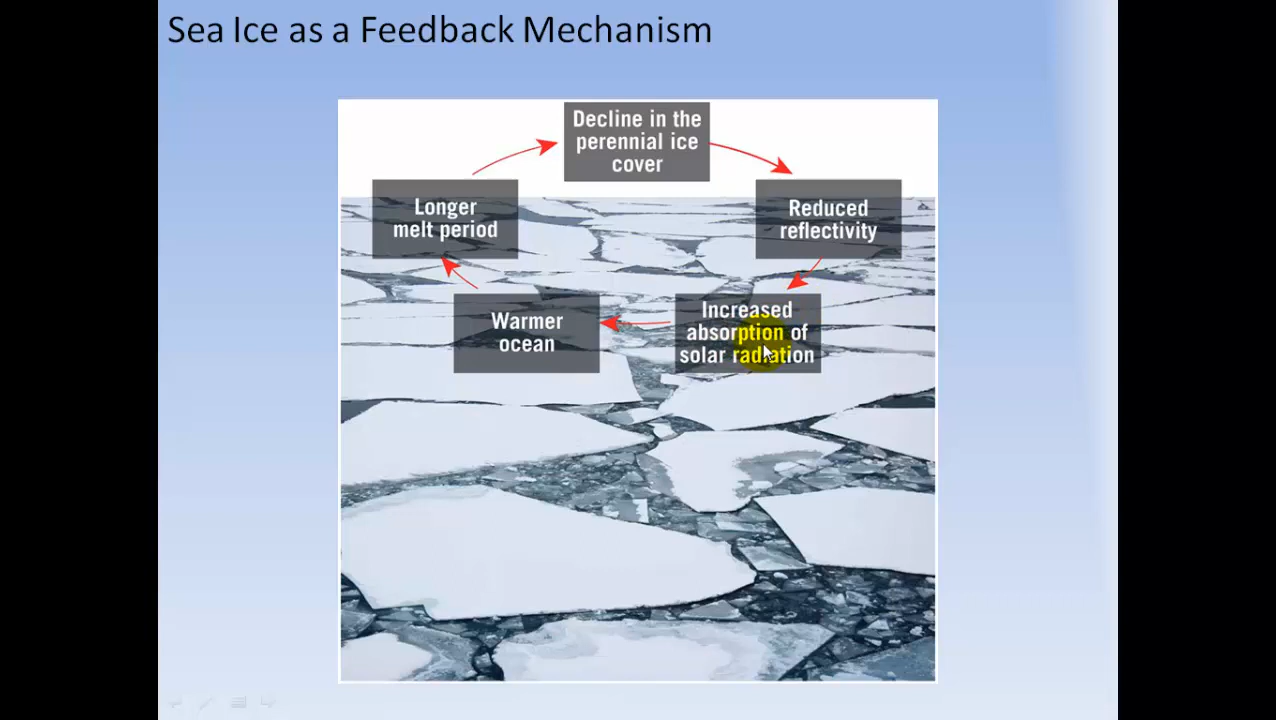 Sea Ice as a Feedback Mechanism
Decline in the
perennial ice
cover
Longer
melt period
Reduced
reflectivity
Warmer
ocean
Increased
absorption of
solar radiation